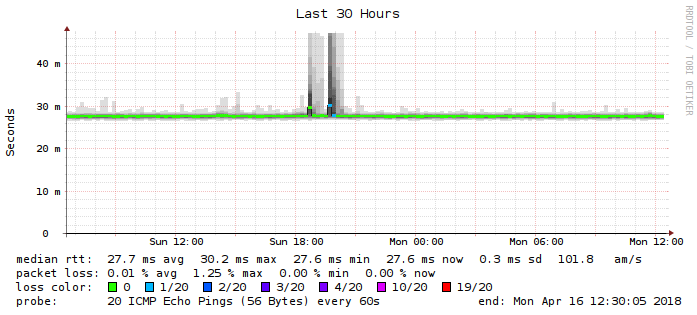 Last 30 Hours
RRDTOOL / TOBI OETIKER
Seconds
40 m
30 m
20 m
10 m
0
Sun 12:00 Sun 18:00 Mon 00:00 Mon 06:00 Mon 12:00
median rtt: 27.7 ms avg 30.2 ms max 27.6 ms min 27.6 ms now 0.3 ms sd 101.8 am/s
packet loss: 0.01 % avg 1.25 % max 0.00 % min 0.00 % now
loss color: 0 1/20 2/20 3/20 4/20 10/20 19/20
probe: 20 ICMP Echo Pings (56 Bytes) every 60s end: Mon Apr 16 12:30:05 2018